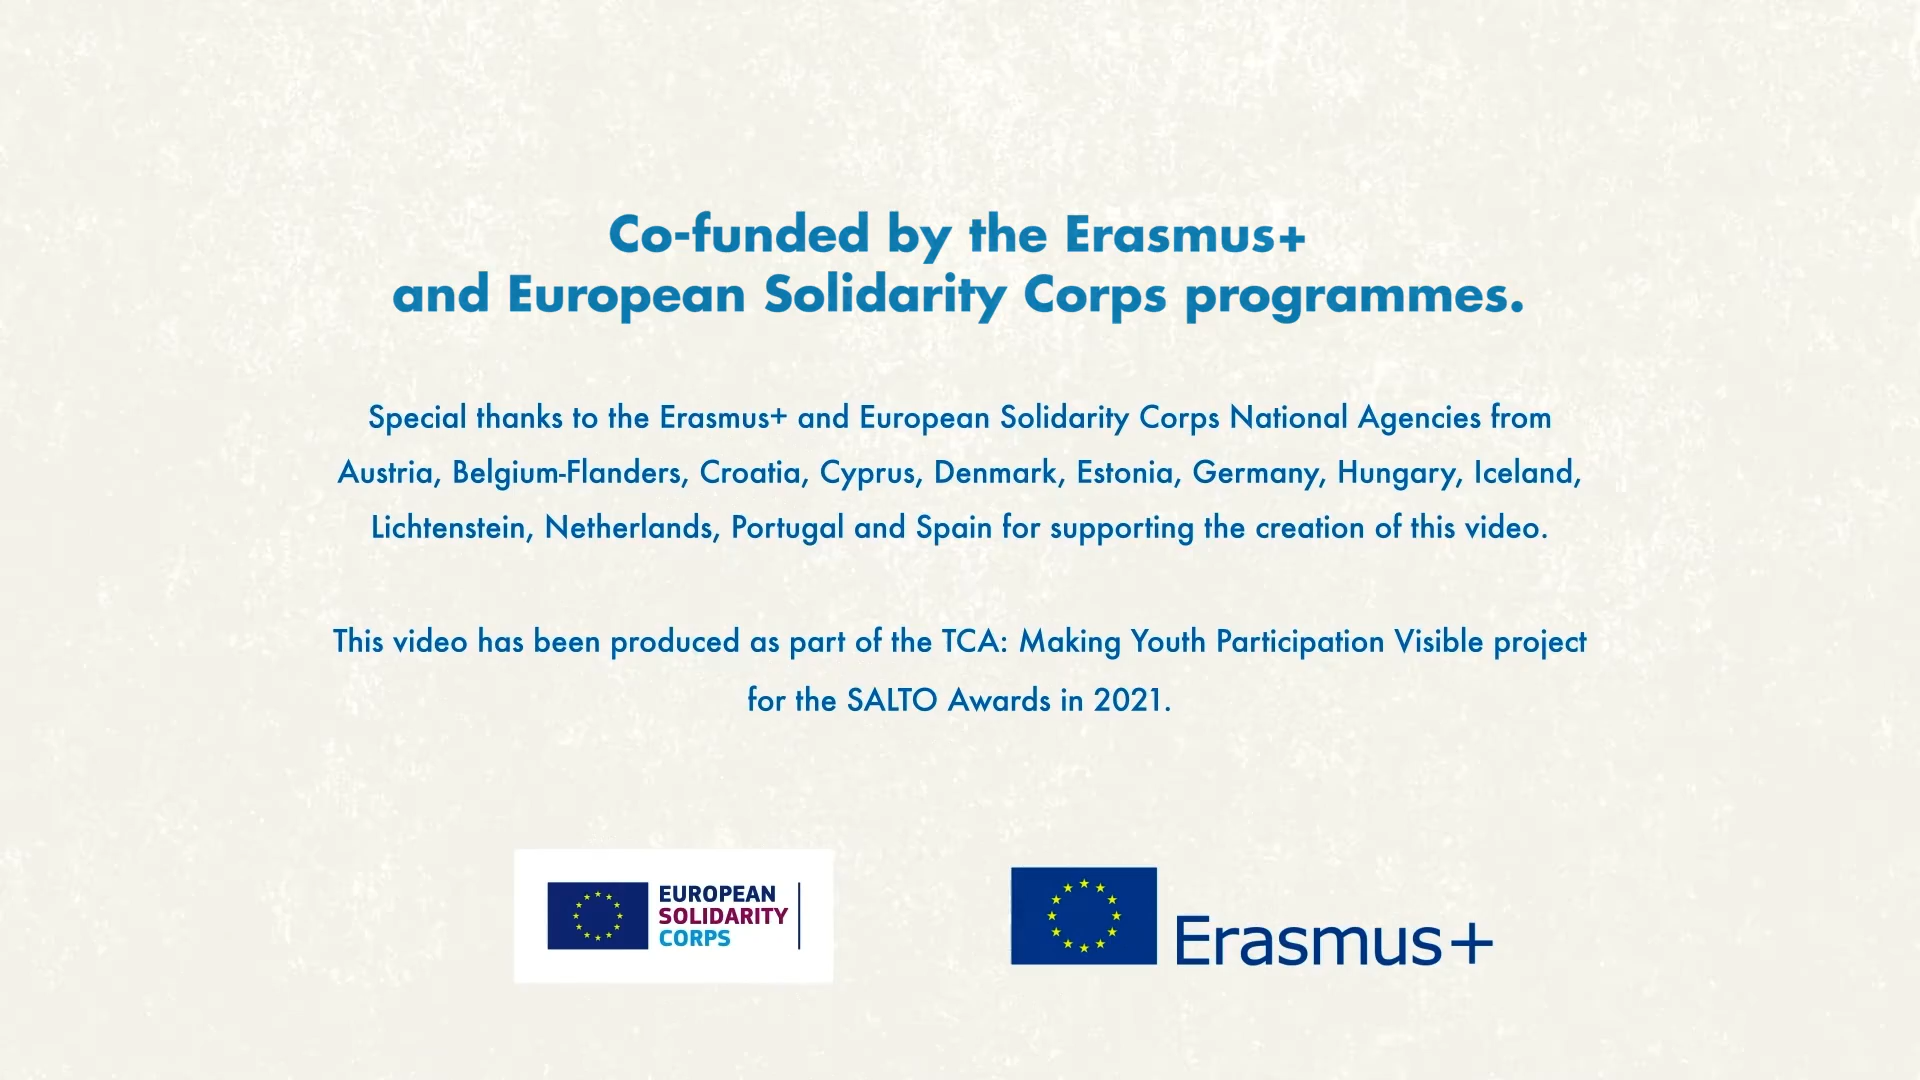 Co-funded by the Erasmus+
and European Solidarity Corps programmes.
Special thanks to the Erasmus+ and European Solidarity Corps National Agencies from
Austria, Belgium-Flanders, Croatia, Cyprus, Denmark, Estonia, Germany, Hungary, Iceland,
Lichtenstein, Netherlands, Portugal and Spain for supporting the creation of this video.
This video has been produced as part of the TCA: Making Youth Participation Visible project
for the SALTO Awards in 2021.
EUROPEAN
SOLIDARITY
CORPS
Erasmus+